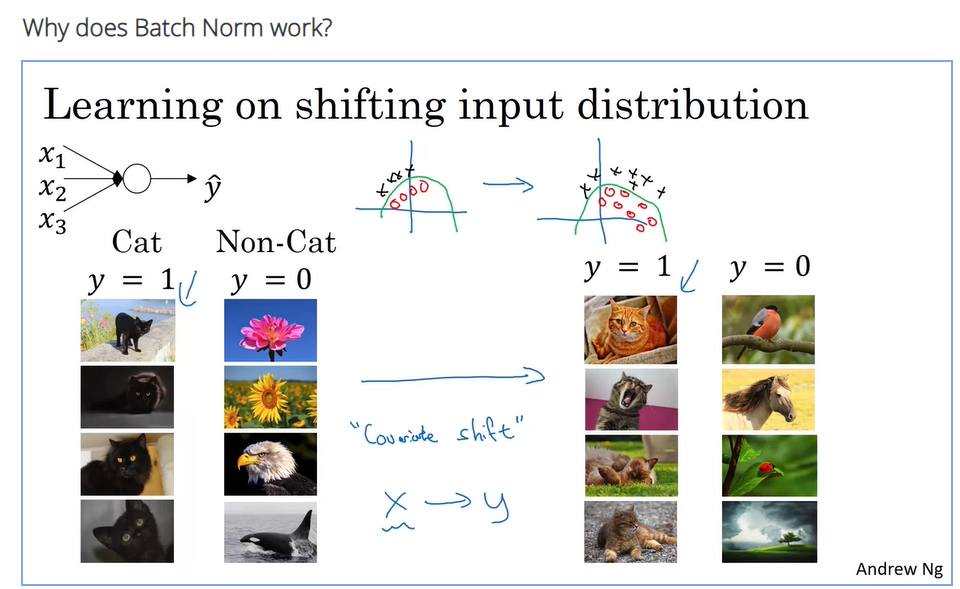 Why does Batch Norm work?
Learning on shifting input distribution
x₁
x₂
x₃
ŷ
Cat
Non-Cat
y = 1
y = 0
y = 1
y = 0
"Covariate shift"
x → y
Andrew Ng